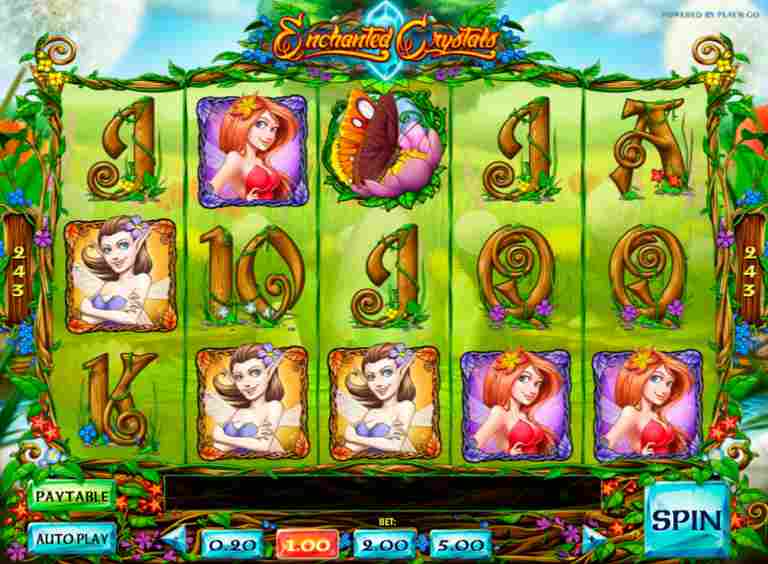 Enchanted Crystals
POWERED BY PLAY'N GO
J
J
A
243
10
J
Q
Q
243
K
PAYTABLE
BET:
AUTO PLAY
0.20
1.00
2.00
5.00
SPIN